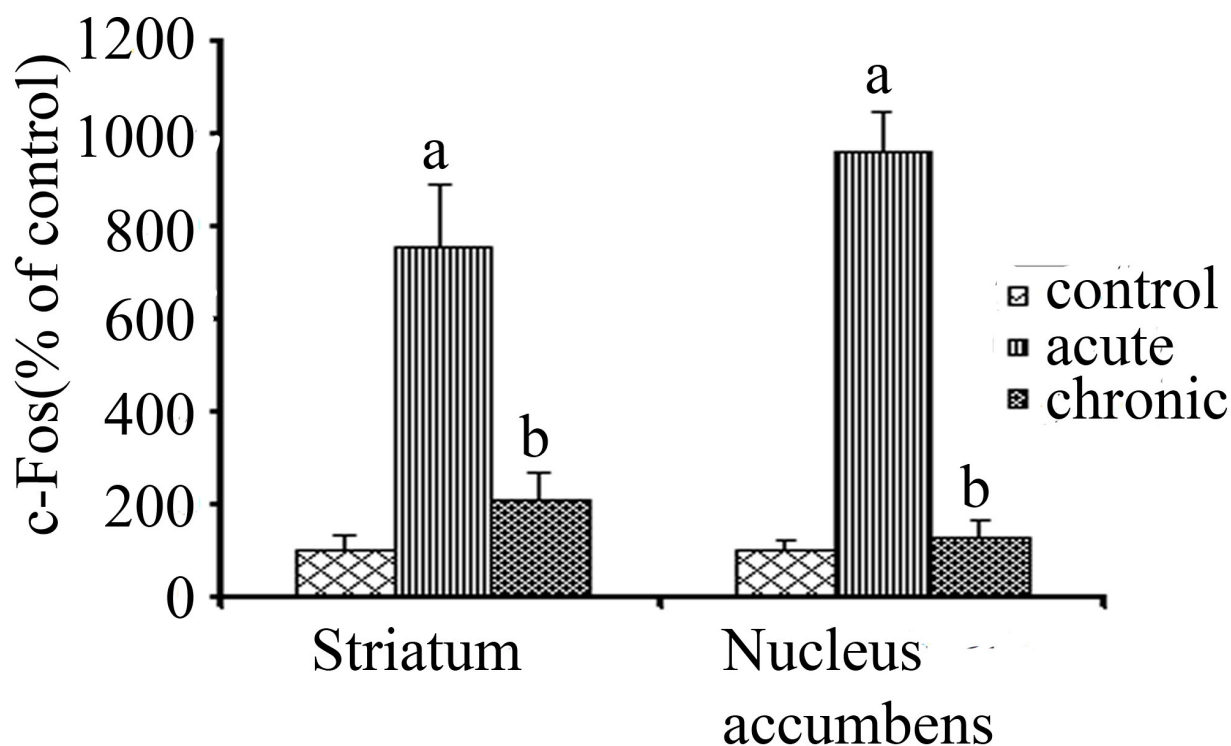 c-Fos(% of control)
1200
1000
800
600
400
200
0
a
b
a
b
Striatum
Nucleus
accumbens
control
acute
chronic